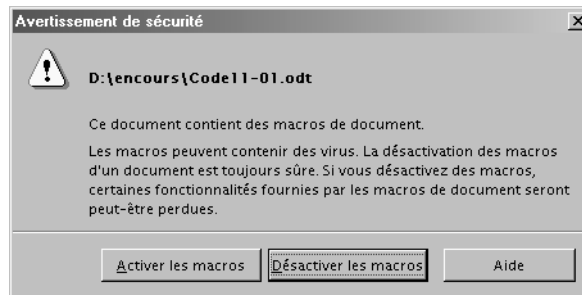 Avertissement de sécurité
D:\encours\Code11-01.odt
Ce document contient des macros de document.
Les macros peuvent contenir des virus. La désactivation des macros
d'un document est toujours sûre. Si vous désactivez des macros,
certaines fonctionnalités fournies par les macros de document seront
peut-être perdues.
Activer les macros Désactiver les macros Aide